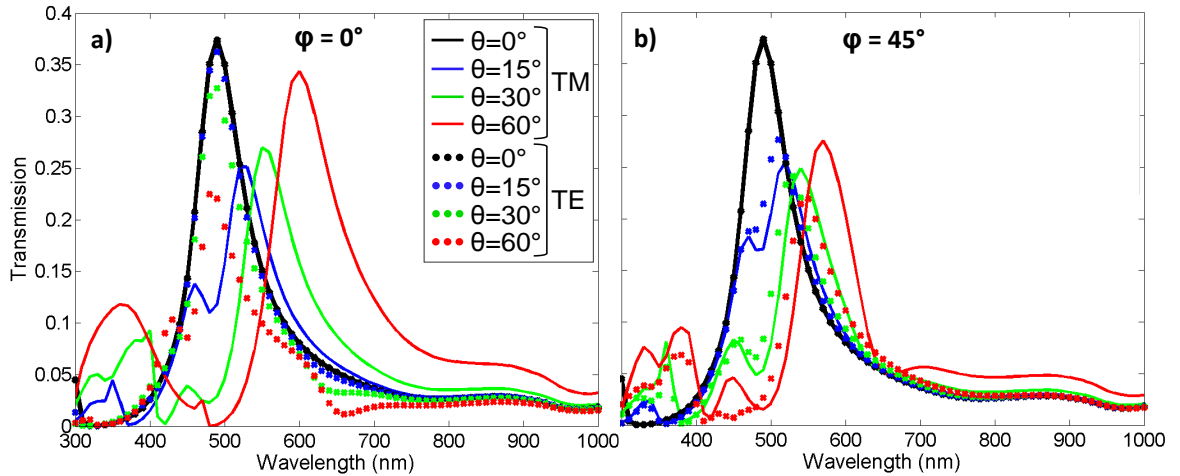 a)
φ = 0°
0.4
0.35
0.3
0.25
0.2
0.15
0.1
0.05
0
Transmission
300 400 500 600 700 800 900 1000
Wavelength (nm)
θ=0°
θ=15°
θ=30°
θ=60°
TM
θ=0°
θ=15°
θ=30°
θ=60°
TE
b)
φ = 45°
300 400 500 600 700 800 900 1000
Wavelength (nm)